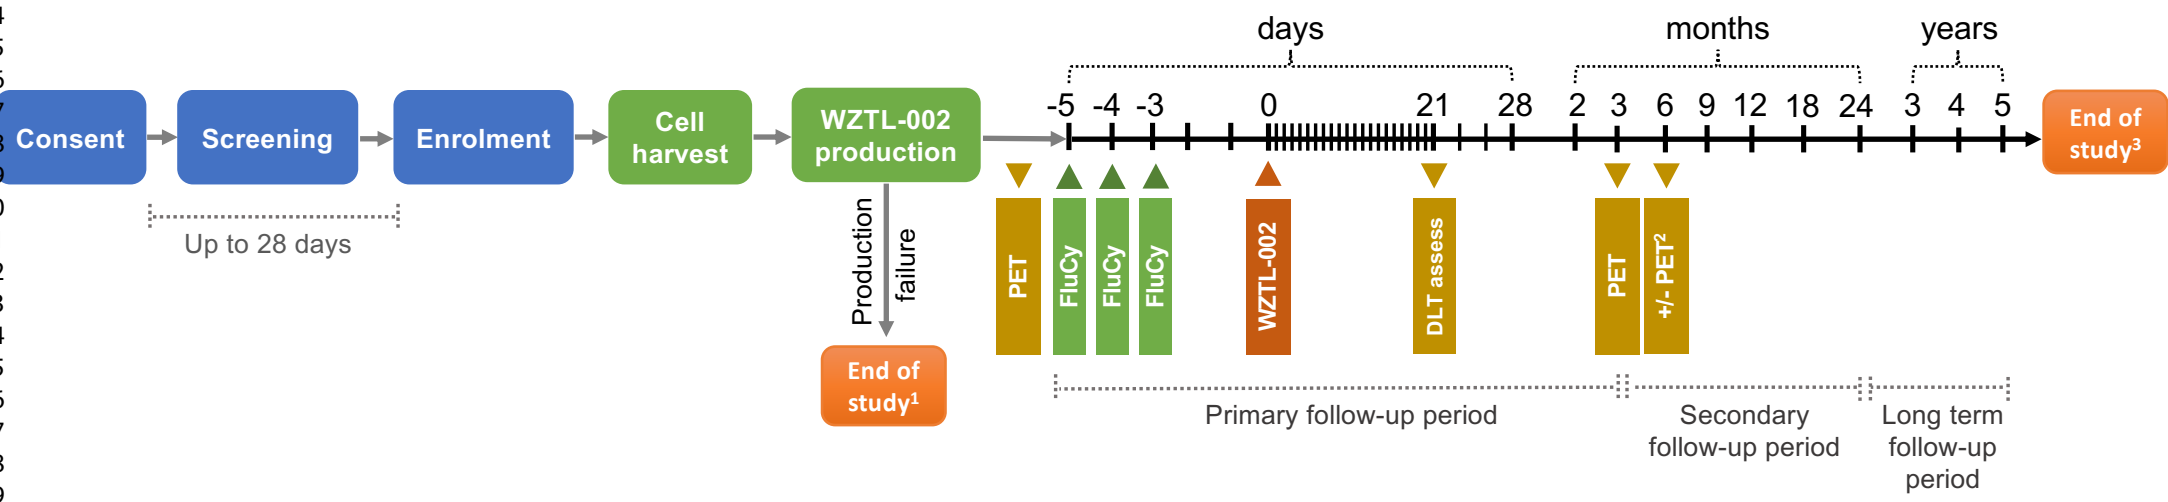 days
months
years
-5 -4 -3 0 21 28 2 3 6 9 12 18 24 3 4 5
Consent
Screening
Enrolment
Cell
harvest
WZTL-002
production
End of
study³
Up to 28 days
Production
failure
End of
study¹
PET
FluCy
FluCy
FluCy
WZTL-002
DLT assess
PET
+/- PET²
Primary follow-up period
Secondary
follow-up period
Long term
follow-up
period